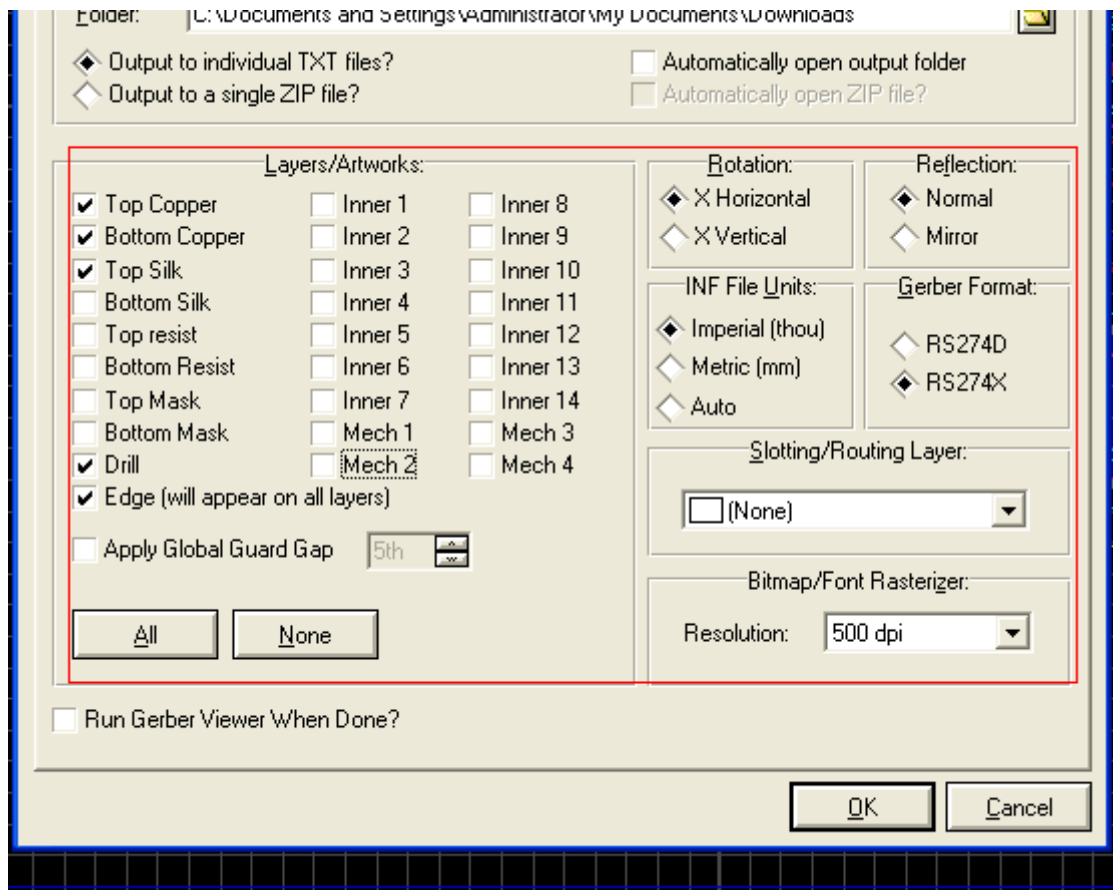 Folder: C:\Documents and Settings\Administrator\My Documents\Downloads
Output to individual TXT files?
Automatically open output folder
Output to a single ZIP file?
Automatically open ZIP file?
Layers/Artworks:
Top Copper Inner 1 Inner 8
Bottom Copper Inner 2 Inner 9
Top Silk Inner 3 Inner 10
Bottom Silk Inner 4 Inner 11
Top resist Inner 5 Inner 12
Bottom Resist Inner 6 Inner 13
Top Mask Inner 7 Inner 14
Bottom Mask Mech 1 Mech 3
Drill Mech 2 Mech 4
Edge (will appear on all layers)
Apply Global Guard Gap 5th
All None
Rotation:
X Horizontal
X Vertical
Reflection:
Normal
Mirror
INF File Units:
Imperial (thou)
Metric (mm)
Auto
Gerber Format:
RS274D
RS274X
Slotting/Routing Layer:
(None)
Bitmap/Font Rasterizer:
Resolution: 500 dpi
Run Gerber Viewer When Done?
OK Cancel